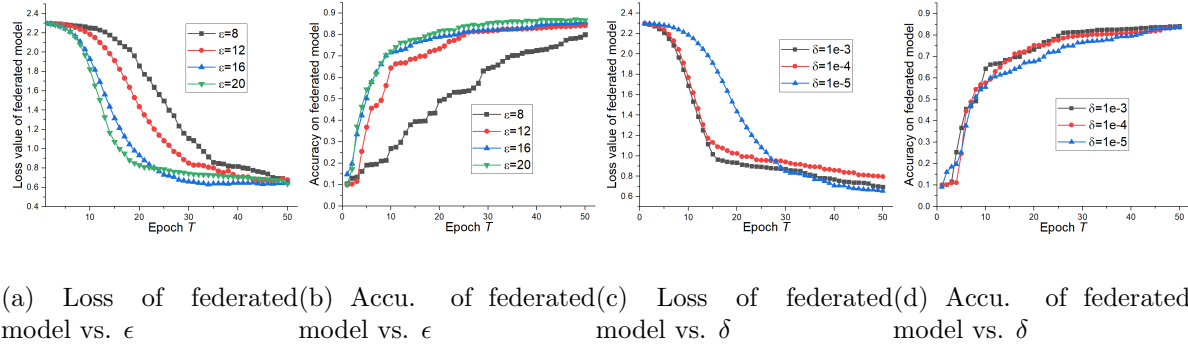 Loss value of federated model
2.4
2.2
2.0
1.8
1.6
1.4
1.2
1.0
0.8
0.6
0.4
10
20
30
40
50
Epoch T
ε=8
ε=12
ε=16
ε=20
Accuracy on federated model
0.9
0.8
0.7
0.6
0.5
0.4
0.3
0.2
0.1
0.0
0
10
20
30
40
50
Epoch T
ε=8
ε=12
ε=16
ε=20
Loss value of federated model
2.4
2.2
2.0
1.8
1.6
1.4
1.2
1.0
0.8
0.6
0
10
20
30
40
50
Epoch T
δ=1e-3
δ=1e-4
δ=1e-5
Accuracy on federated model
0.9
0.8
0.7
0.6
0.5
0.4
0.3
0.2
0.1
0.0
0
10
20
30
40
50
Epoch T
δ=1e-3
δ=1e-4
δ=1e-5
(a) Loss of federated
model vs. ϵ
(b) Accu. of federated
model vs. ϵ
(c) Loss of federated
model vs. δ
(d) Accu. of federated
model vs. δ